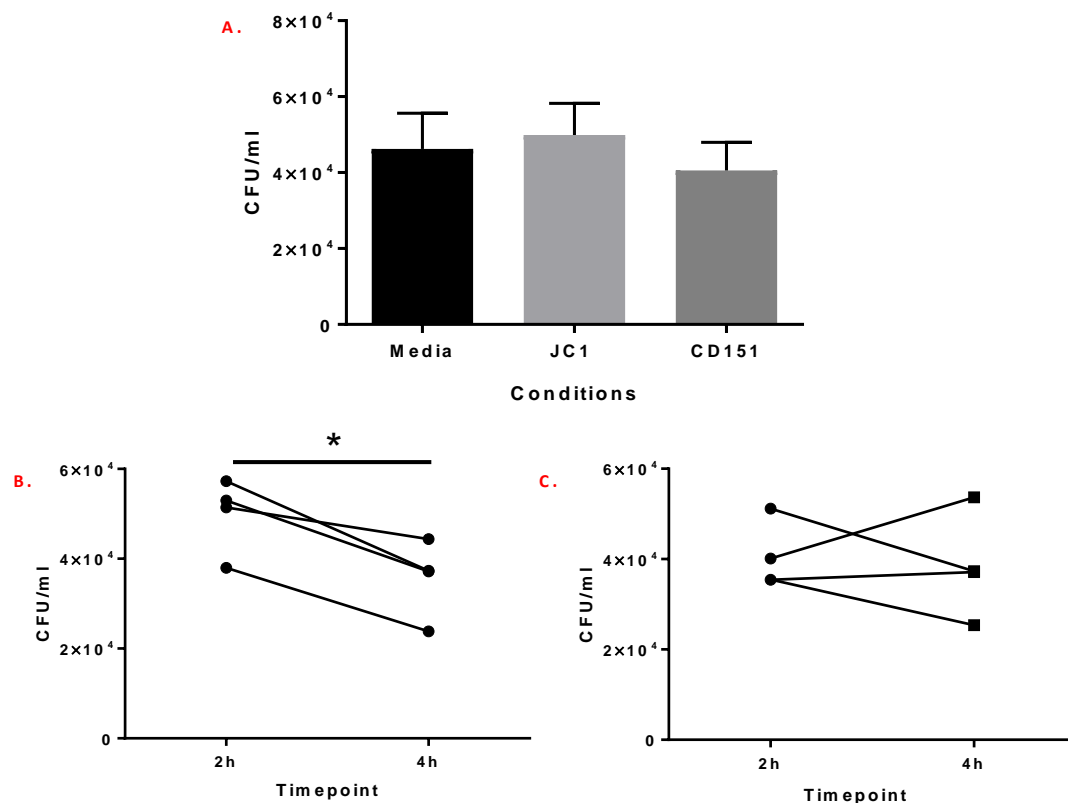 A.
8×10⁴
6×10⁴
4×10⁴
2×10⁴
0
CFU/ml
Media JC1 CD151
Conditions
B.
*
6×10⁴
4×10⁴
2×10⁴
0
CFU/ml
2h 4h
Timepoint
C.
6×10⁴
4×10⁴
2×10⁴
0
CFU/ml
2h 4h
Timepoint